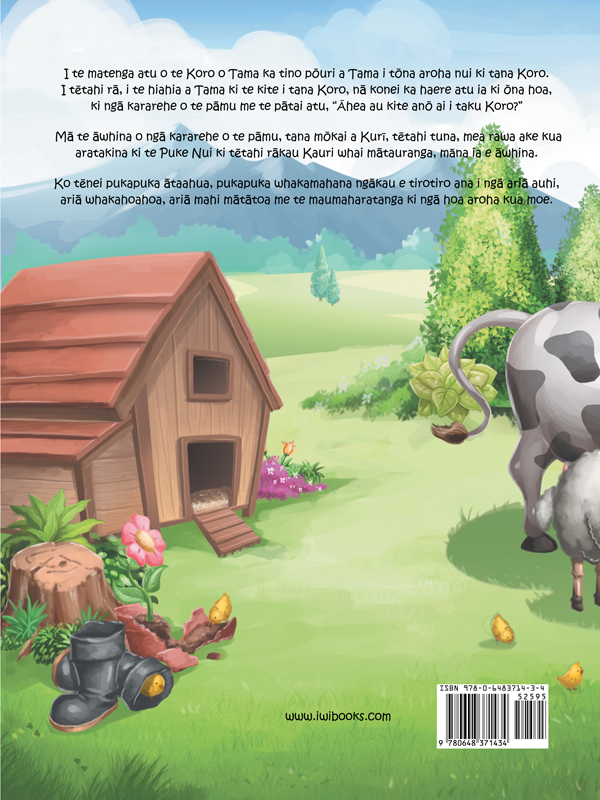 I te matenga atu o te Koro o Tama ka tino pōuri a Tama i tōna aroha nui ki tana Koro.
I tētahi rā, i te hiahia a Tama ki te kite i tana Koro, nā konei ka haere atu ia ki ōna hoa,
ki ngā kararehe o te pāmu me te pātai atu, “Āhea au kite anō ai i taku Koro?”
Mā te āwhina o ngā kararehe o te pāmu, tana mōkai a Kurī, tētahi tuna, mea rawa ake kua
aratakina ki te Puke Nui ki tētahi rākau Kauri whai mātauranga, māna ia e āwhina.
Ko tēnei pukapuka ātaahua, pukapuka whakamahana ngākau e tirotiro ana i ngā ariā auhi,
ariā whakahoahoa, ariā mahi mātātoa me te maumaharatanga ki ngā hoa aroha kua moe.
www.iwibooks.com
ISBN 978-0-6483714-3-4
52595
9 780648 371434